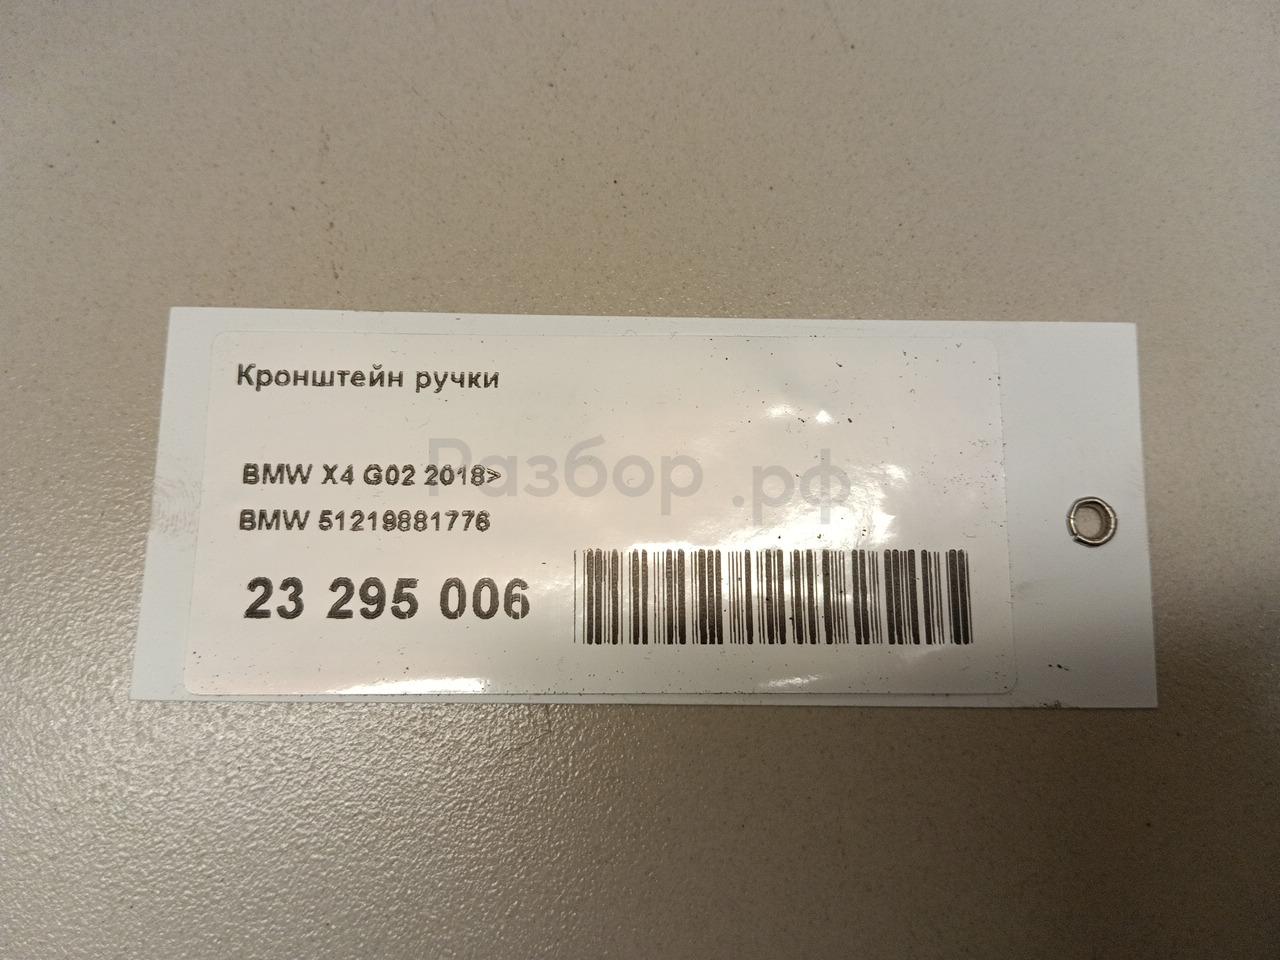 Кронштейн ручки
BMW X4 G02 2018>
Разбор.рф
BMW 51219881776
23 295 006